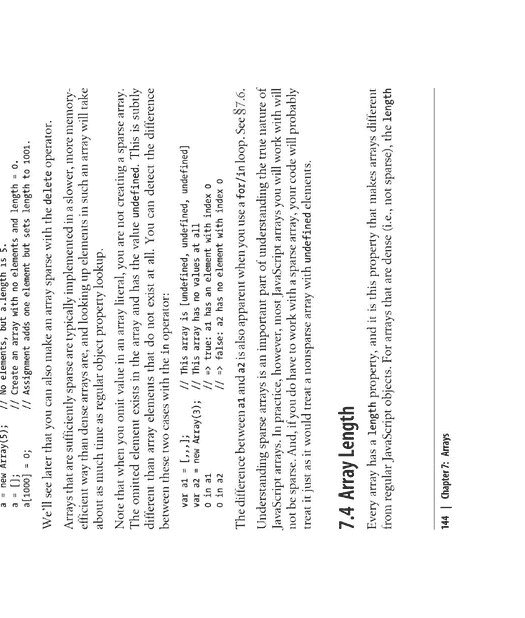 a = new Array(5);    // No elements, but a.length is 5.
a = [];              // Create an array with no elements and length = 0.
a[1000] = 0;         // Assignment adds one element but sets length to 1001.
We'll see later that you can also make an array sparse with the delete operator.
Arrays that are sufficiently sparse are typically implemented in a slower, more memory-
efficient way than dense arrays are, and looking up elements in such an array will take
about as much time as regular object property lookup.
Note that when you omit value in an array literal, you are not creating a sparse array.
The omitted element exists in the array and has the value undefined. This is subtly
different than array elements that do not exist at all. You can detect the difference
between these two cases with the in operator:
var a1 = [,,,];          // This array is [undefined, undefined, undefined]
var a2 = new Array(3);   // This array has no values at all
0 in a1                  // => true: a1 has an element with index 0
0 in a2                  // => false: a2 has no element with index 0
The difference between a1 and a2 is also apparent when you use a for/in loop. See §7.6.
Understanding sparse arrays is an important part of understanding the true nature of
JavaScript arrays. In practice, however, most JavaScript arrays you will work with will
not be sparse. And, if you do have to work with a sparse array, your code will probably
treat it just as it would treat a nonsparse array with undefined elements.
7.4 Array Length
Every array has a length property, and it is this property that makes arrays different
from regular JavaScript objects. For arrays that are dense (i.e., not sparse), the length
144 | Chapter 7: Arrays